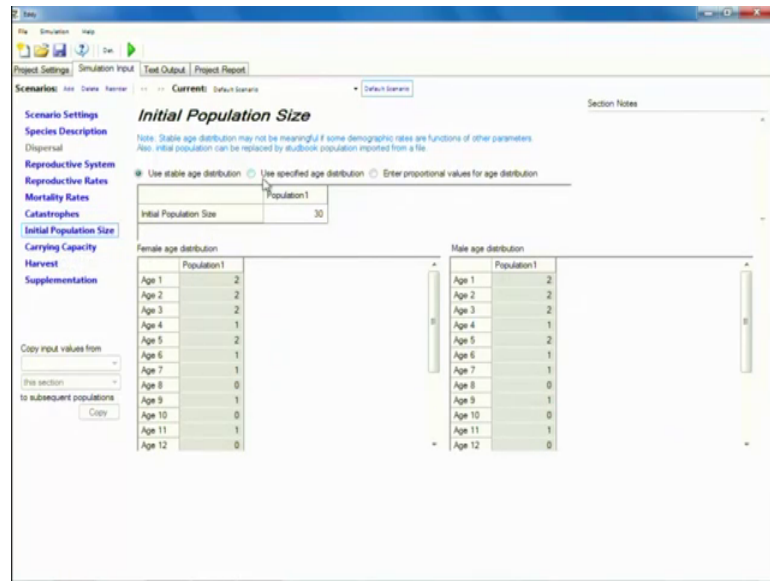 File Simulation Help
Project Settings Simulation Input Text Output Project Report
Scenarios: Add Delete Reorder << >> Current: Default Scenario Default Scenario
Section Notes
Scenario Settings
Species Description
Dispersal
Reproductive System
Reproductive Rates
Mortality Rates
Catastrophes
Initial Population Size
Carrying Capacity
Harvest
Supplementation
Copy input values from
this section
to subsequent populations
Copy
Initial Population Size
Note: Stable age distribution may not be meaningful if some demographic rates are functions of other parameters.
Also, initial population can be replaced by studbook population imported from a file.
Use stable age distribution Use specified age distribution Enter proportional values for age distribution
Population1
Initial Population Size 30
Female age distribution
Population1
Age 1 2
Age 2 2
Age 3 2
Age 4 1
Age 5 2
Age 6 1
Age 7 1
Age 8 0
Age 9 1
Age 10 0
Age 11 1
Age 12 0
Male age distribution
Population1
Age 1 2
Age 2 2
Age 3 2
Age 4 1
Age 5 2
Age 6 1
Age 7 1
Age 8 0
Age 9 1
Age 10 0
Age 11 1
Age 12 0